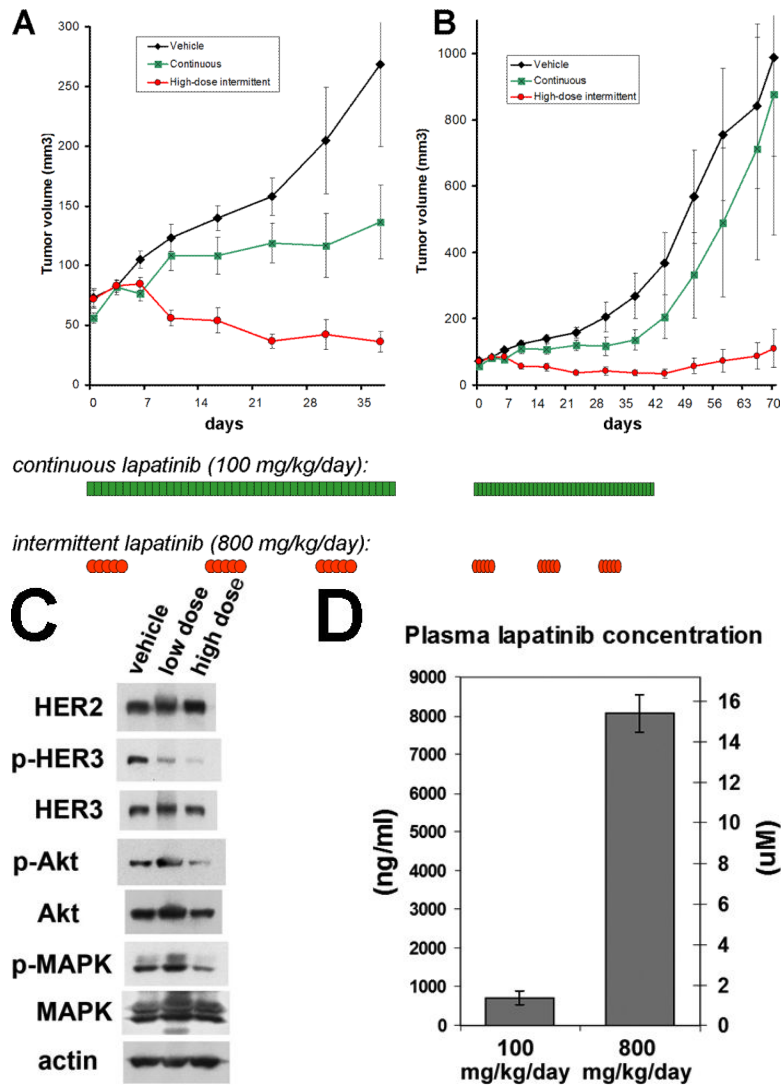 A
Tumor volume (mm3)
300
250
200
150
100
50
0
Vehicle
Continuous
High-dose intermittent
0 7 14 21 28 35
days
B
Tumor volume (mm3)
1000
800
600
400
200
0
Vehicle
Continuous
High-dose intermittent
0 7 14 21 28 35 42 49 56 63 70
days
continuous lapatinib (100 mg/kg/day):
intermittent lapatinib (800 mg/kg/day):
C
vehicle
low dose
high dose
HER2
p-HER3
HER3
p-Akt
Akt
p-MAPK
MAPK
actin
D
Plasma lapatinib concentration
(ng/ml)
9000
8000
7000
6000
5000
4000
3000
2000
1000
0
16
14
12
10
8
6
4
2
0
(uM)
100 800
mg/kg/day mg/kg/day